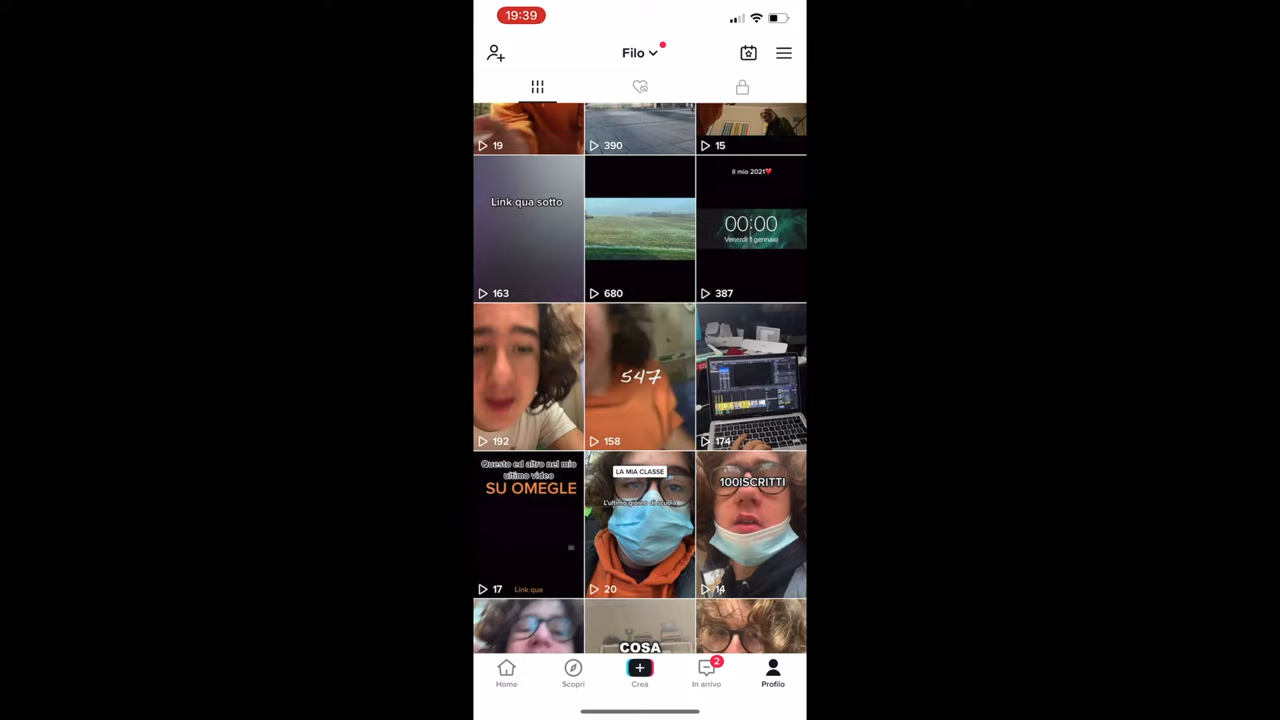 19:39
Filo
19
390
15
Link qua sotto
Il mio 2021❤️
00:00
Venerdì 1 gennaio
163
680
387
547
192
158
174
Questo ed altro nel mio
ultimo video
SU OMEGLE
LA MIA CLASSE
L'ultimo giorno di scuola
100ISCRITTI
17
Link qua
20
14
COSA
Home
Scopri
Crea
2
In arrivo
Profilo